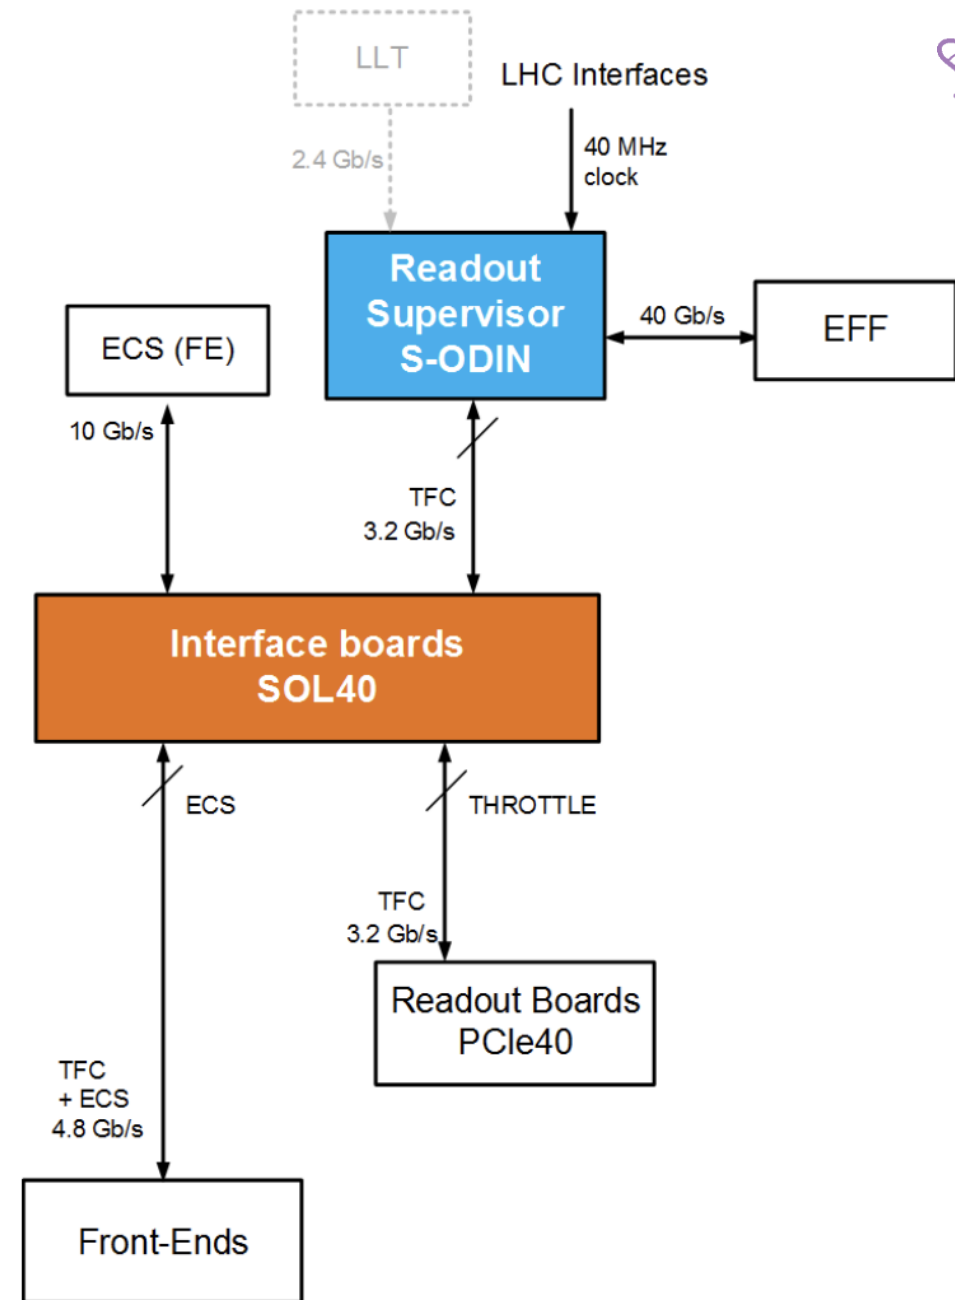 LLT
LHC Interfaces
2.4 Gb/s
40 MHz
clock
Readout
Supervisor
S-ODIN
40 Gb/s
EFF
ECS (FE)
10 Gb/s
TFC
3.2 Gb/s
Interface boards
SOL40
ECS
THROTTLE
TFC
3.2 Gb/s
Readout Boards
PCIe40
TFC
+ ECS
4.8 Gb/s
Front-Ends